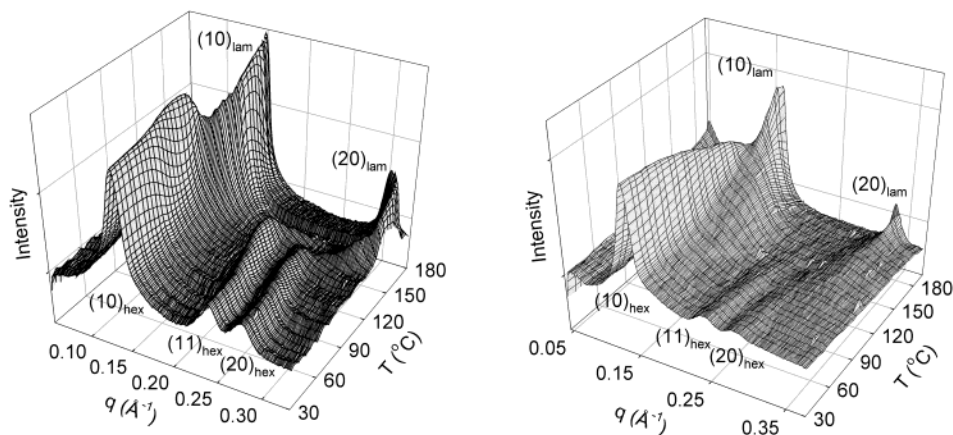 (10)lam
(20)lam
Intensity
180
150
120
90
60
30
T (°C)
(10)hex
(11)hex
(20)hex
0.10
0.15
0.20
0.25
0.30
q (Å⁻¹)
(10)lam
(20)lam
Intensity
180
150
120
90
60
30
T (°C)
(10)hex
(11)hex
(20)hex
0.05
0.15
0.25
0.35
q (Å⁻¹)